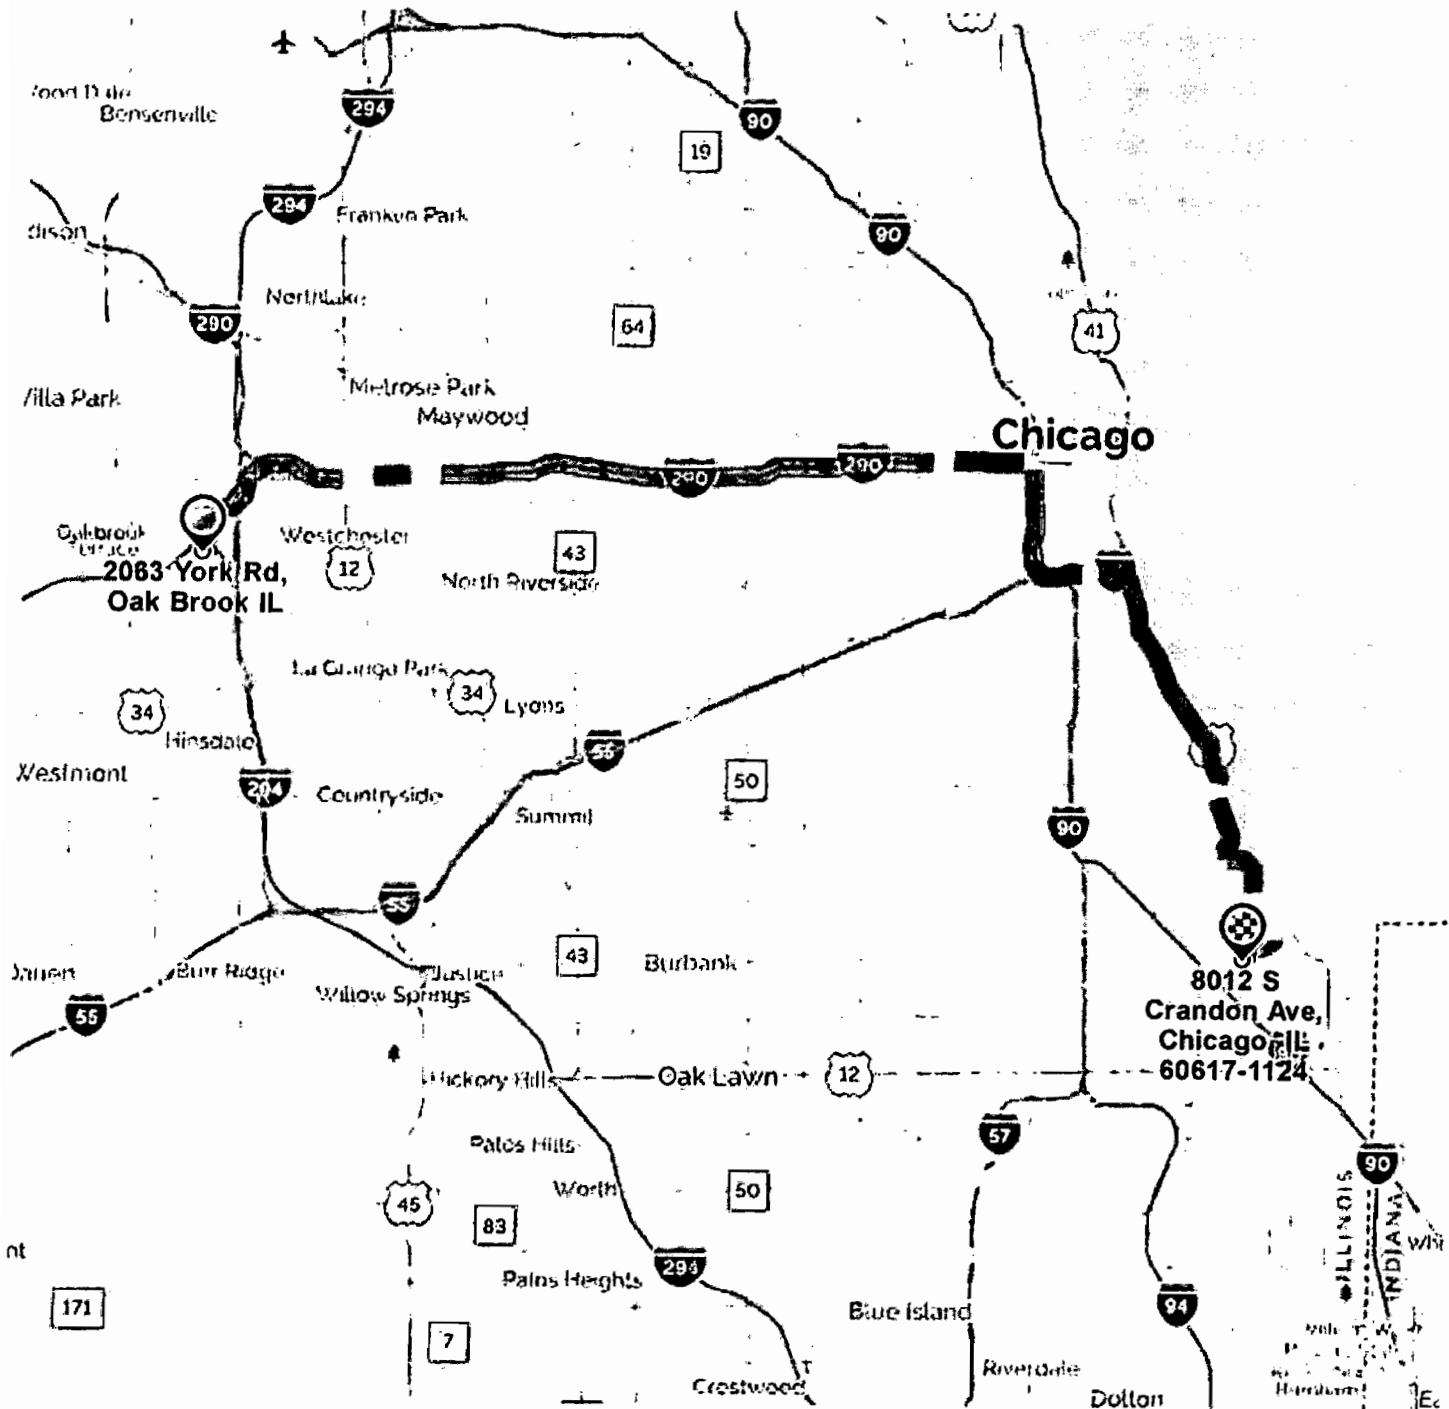 Bensenville
294
90
19
294
Franklin Park
90
290
Northlake
64
41
Villa Park
Melrose Park
Maywood
Chicago
290
290
Westchester
43
12
2063 York Rd,
Oak Brook IL
North Riverside
La Grange Park
34
34
Lyons
Hinsdale
55
Westmont
294
Countryside
50
Summit
90
55
43
Burbank
Burr Ridge
Justice
Willow Springs
8012 S
Crandon Ave,
Chicago, IL
60617-1124
55
Hickory Hills
Oak Lawn
12
57
Palos Hills
90
Worth
50
45
83
ILLINOIS
INDIANA
294
Palos Heights
171
94
Blue Island
7
Riverdale
Crestwood
Dolton